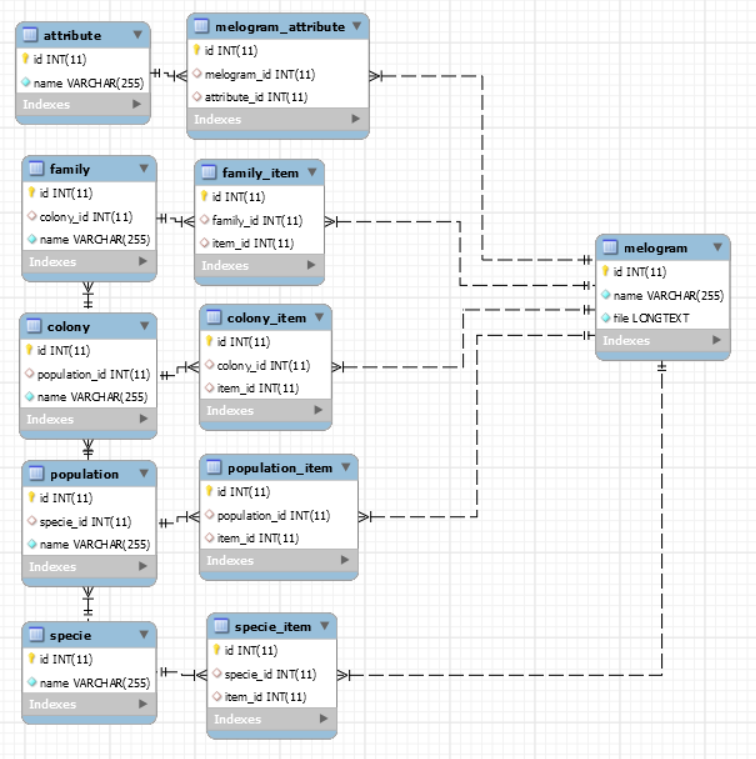 attribute
id INT(11)
name VARCHAR(255)
Indexes
melogram_attribute
id INT(11)
melogram_id INT(11)
attribute_id INT(11)
Indexes
family
id INT(11)
colony_id INT(11)
name VARCHAR(255)
Indexes
family_item
id INT(11)
family_id INT(11)
item_id INT(11)
Indexes
melogram
id INT(11)
name VARCHAR(255)
file LONGTEXT
Indexes
colony
id INT(11)
population_id INT(11)
name VARCHAR(255)
Indexes
colony_item
id INT(11)
colony_id INT(11)
item_id INT(11)
Indexes
population
id INT(11)
specie_id INT(11)
name VARCHAR(255)
Indexes
population_item
id INT(11)
population_id INT(11)
item_id INT(11)
Indexes
specie
id INT(11)
name VARCHAR(255)
Indexes
specie_item
id INT(11)
specie_id INT(11)
item_id INT(11)
Indexes